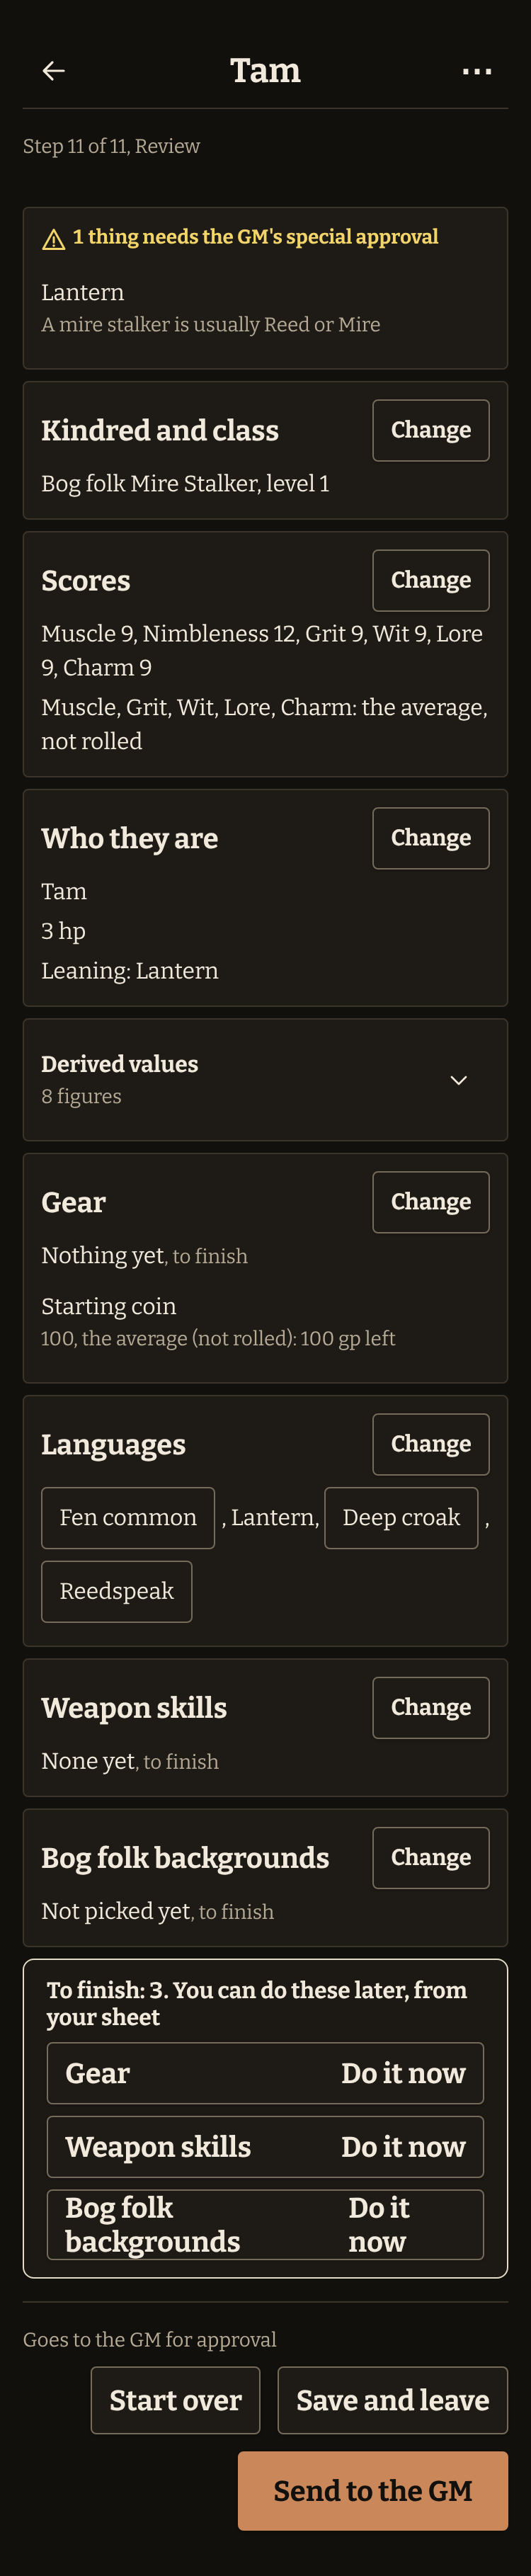 Tam
Step 11 of 11, Review
1 thing needs the GM's special approval
Lantern
A mire stalker is usually Reed or Mire
Kindred and class
Change
Bog folk Mire Stalker, level 1
Scores
Change
Muscle 9, Nimbleness 12, Grit 9, Wit 9, Lore
9, Charm 9
Muscle, Grit, Wit, Lore, Charm: the average,
not rolled
Who they are
Change
Tam
3 hp
Leaning: Lantern
Derived values
8 figures
Gear
Change
Nothing yet, to finish
Starting coin
100, the average (not rolled): 100 gp left
Languages
Change
Fen common , Lantern, Deep croak ,
Reedspeak
Weapon skills
Change
None yet, to finish
Bog folk backgrounds
Change
Not picked yet, to finish
To finish: 3. You can do these later, from
your sheet
Gear Do it now
Weapon skills Do it now
Bog folk Do it
backgrounds now
Goes to the GM for approval
Start over Save and leave
Send to the GM